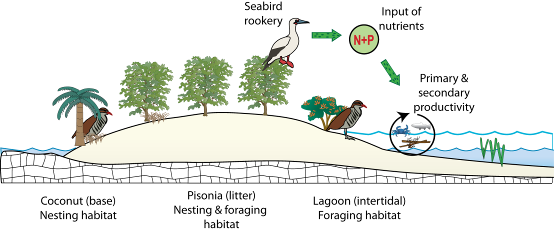 Seabird
rookery
Input of
nutrients
N+P
Primary &
secondary
productivity
Coconut (base)
Nesting habitat
Pisonia (litter)
Nesting & foraging
habitat
Lagoon (intertidal)
Foraging habitat